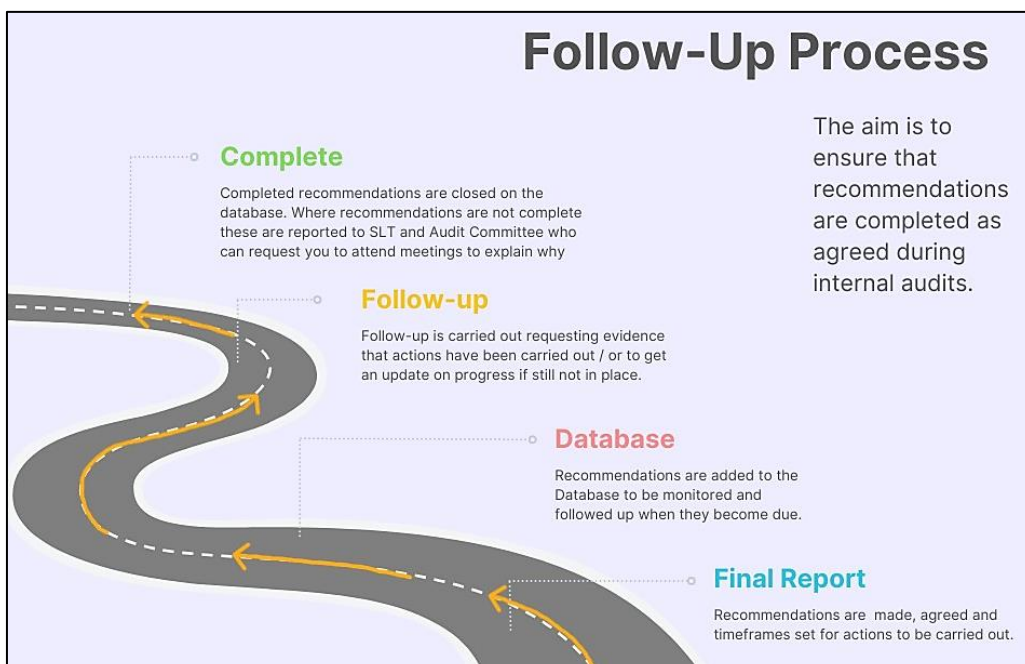 Follow-Up Process
The aim is to
ensure that
recommendations
are completed as
agreed during
internal audits.
Complete
Completed recommendations are closed on the
database. Where recommendations are not complete
these are reported to SLT and Audit Committee who
can request you to attend meetings to explain why
Follow-up
Follow-up is carried out requesting evidence
that actions have been carried out / or to get
an update on progress if still not in place.
Database
Recommendations are added to the
Database to be monitored and
followed up when they become due.
Final Report
Recommendations are made, agreed and
timeframes set for actions to be carried out.